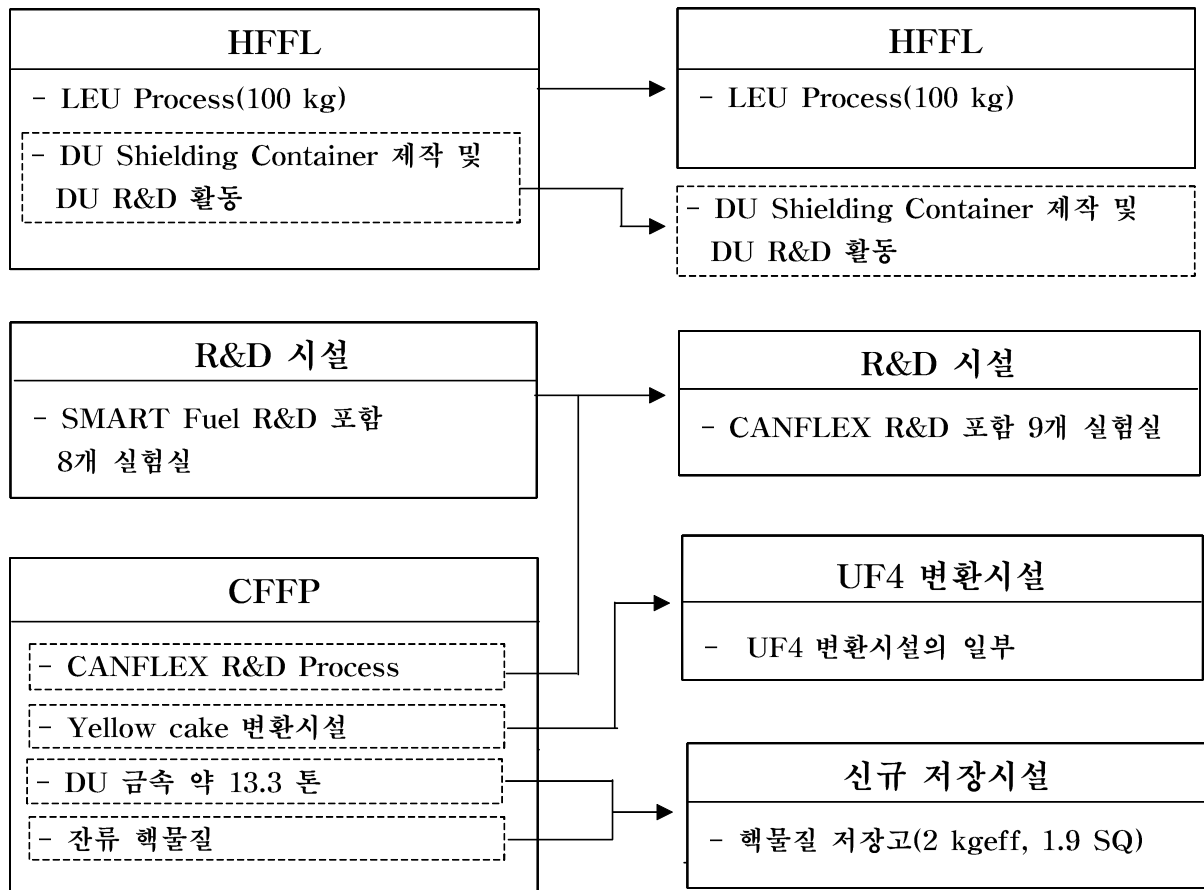 HFFL
- LEU Process(100 kg)
- DU Shielding Container 제작 및
DU R&D 활동
HFFL
- LEU Process(100 kg)
- DU Shielding Container 제작 및
DU R&D 활동
R&D 시설
- SMART Fuel R&D 포함
8개 실험실
R&D 시설
- CANFLEX R&D 포함 9개 실험실
CFFP
- CANFLEX R&D Process
- Yellow cake 변환시설
- DU 금속 약 13.3 톤
- 잔류 핵물질
UF4 변환시설
- UF4 변환시설의 일부
신규 저장시설
- 핵물질 저장고(2 kgeff, 1.9 SQ)